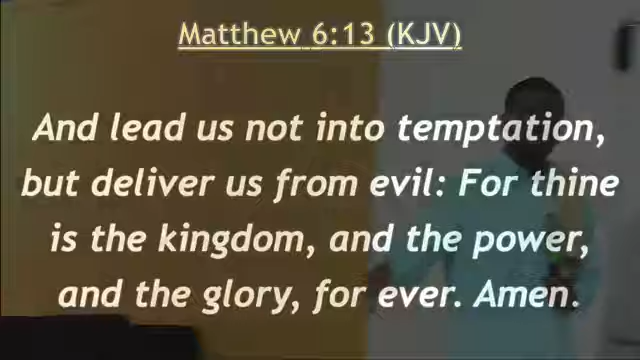 Matthew 6:13 (KJV)
And lead us not into temptation,
but deliver us from evil: For thine
is the kingdom, and the power,
and the glory, for ever. Amen.